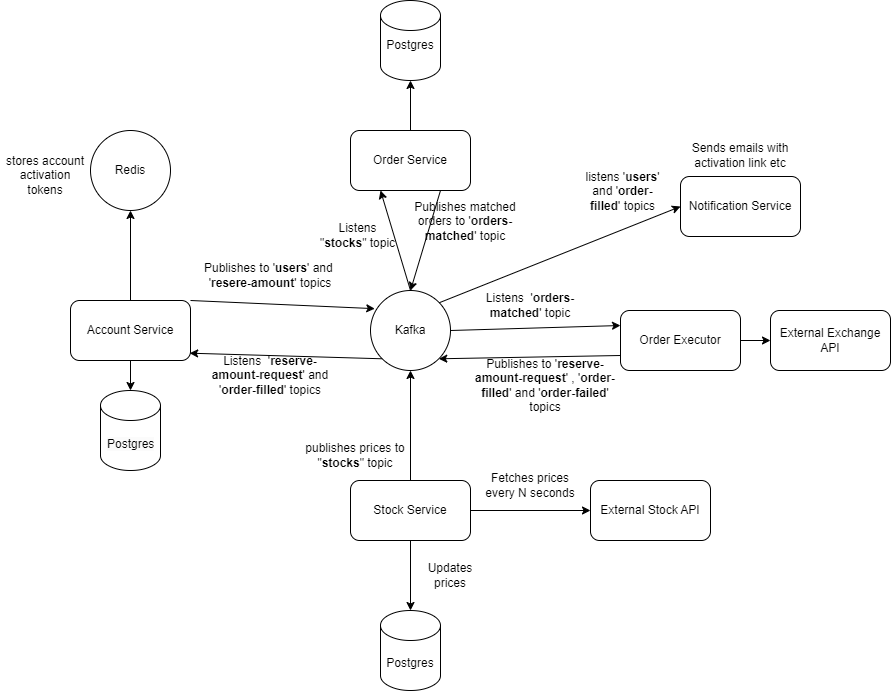 Postgres
Order Service
stores account
activation
tokens
Redis
Sends emails with
activation link etc
Notification Service
listens 'users'
and 'order-
filled' topics
Listens
"stocks" topic
Publishes matched
orders to 'orders-
matched' topic
Publishes to 'users' and
'resere-amount' topics
Account Service
Kafka
Listens 'orders-
matched' topic
Order Executor
External Exchange
API
Listens 'reserve-
amount-request' and
'order-filled' topics
Publishes to 'reserve-
amount-request' , 'order-
filled' and 'order-failed'
topics
Postgres
publishes prices to
"stocks" topic
Stock Service
Fetches prices
every N seconds
External Stock API
Updates
prices
Postgres